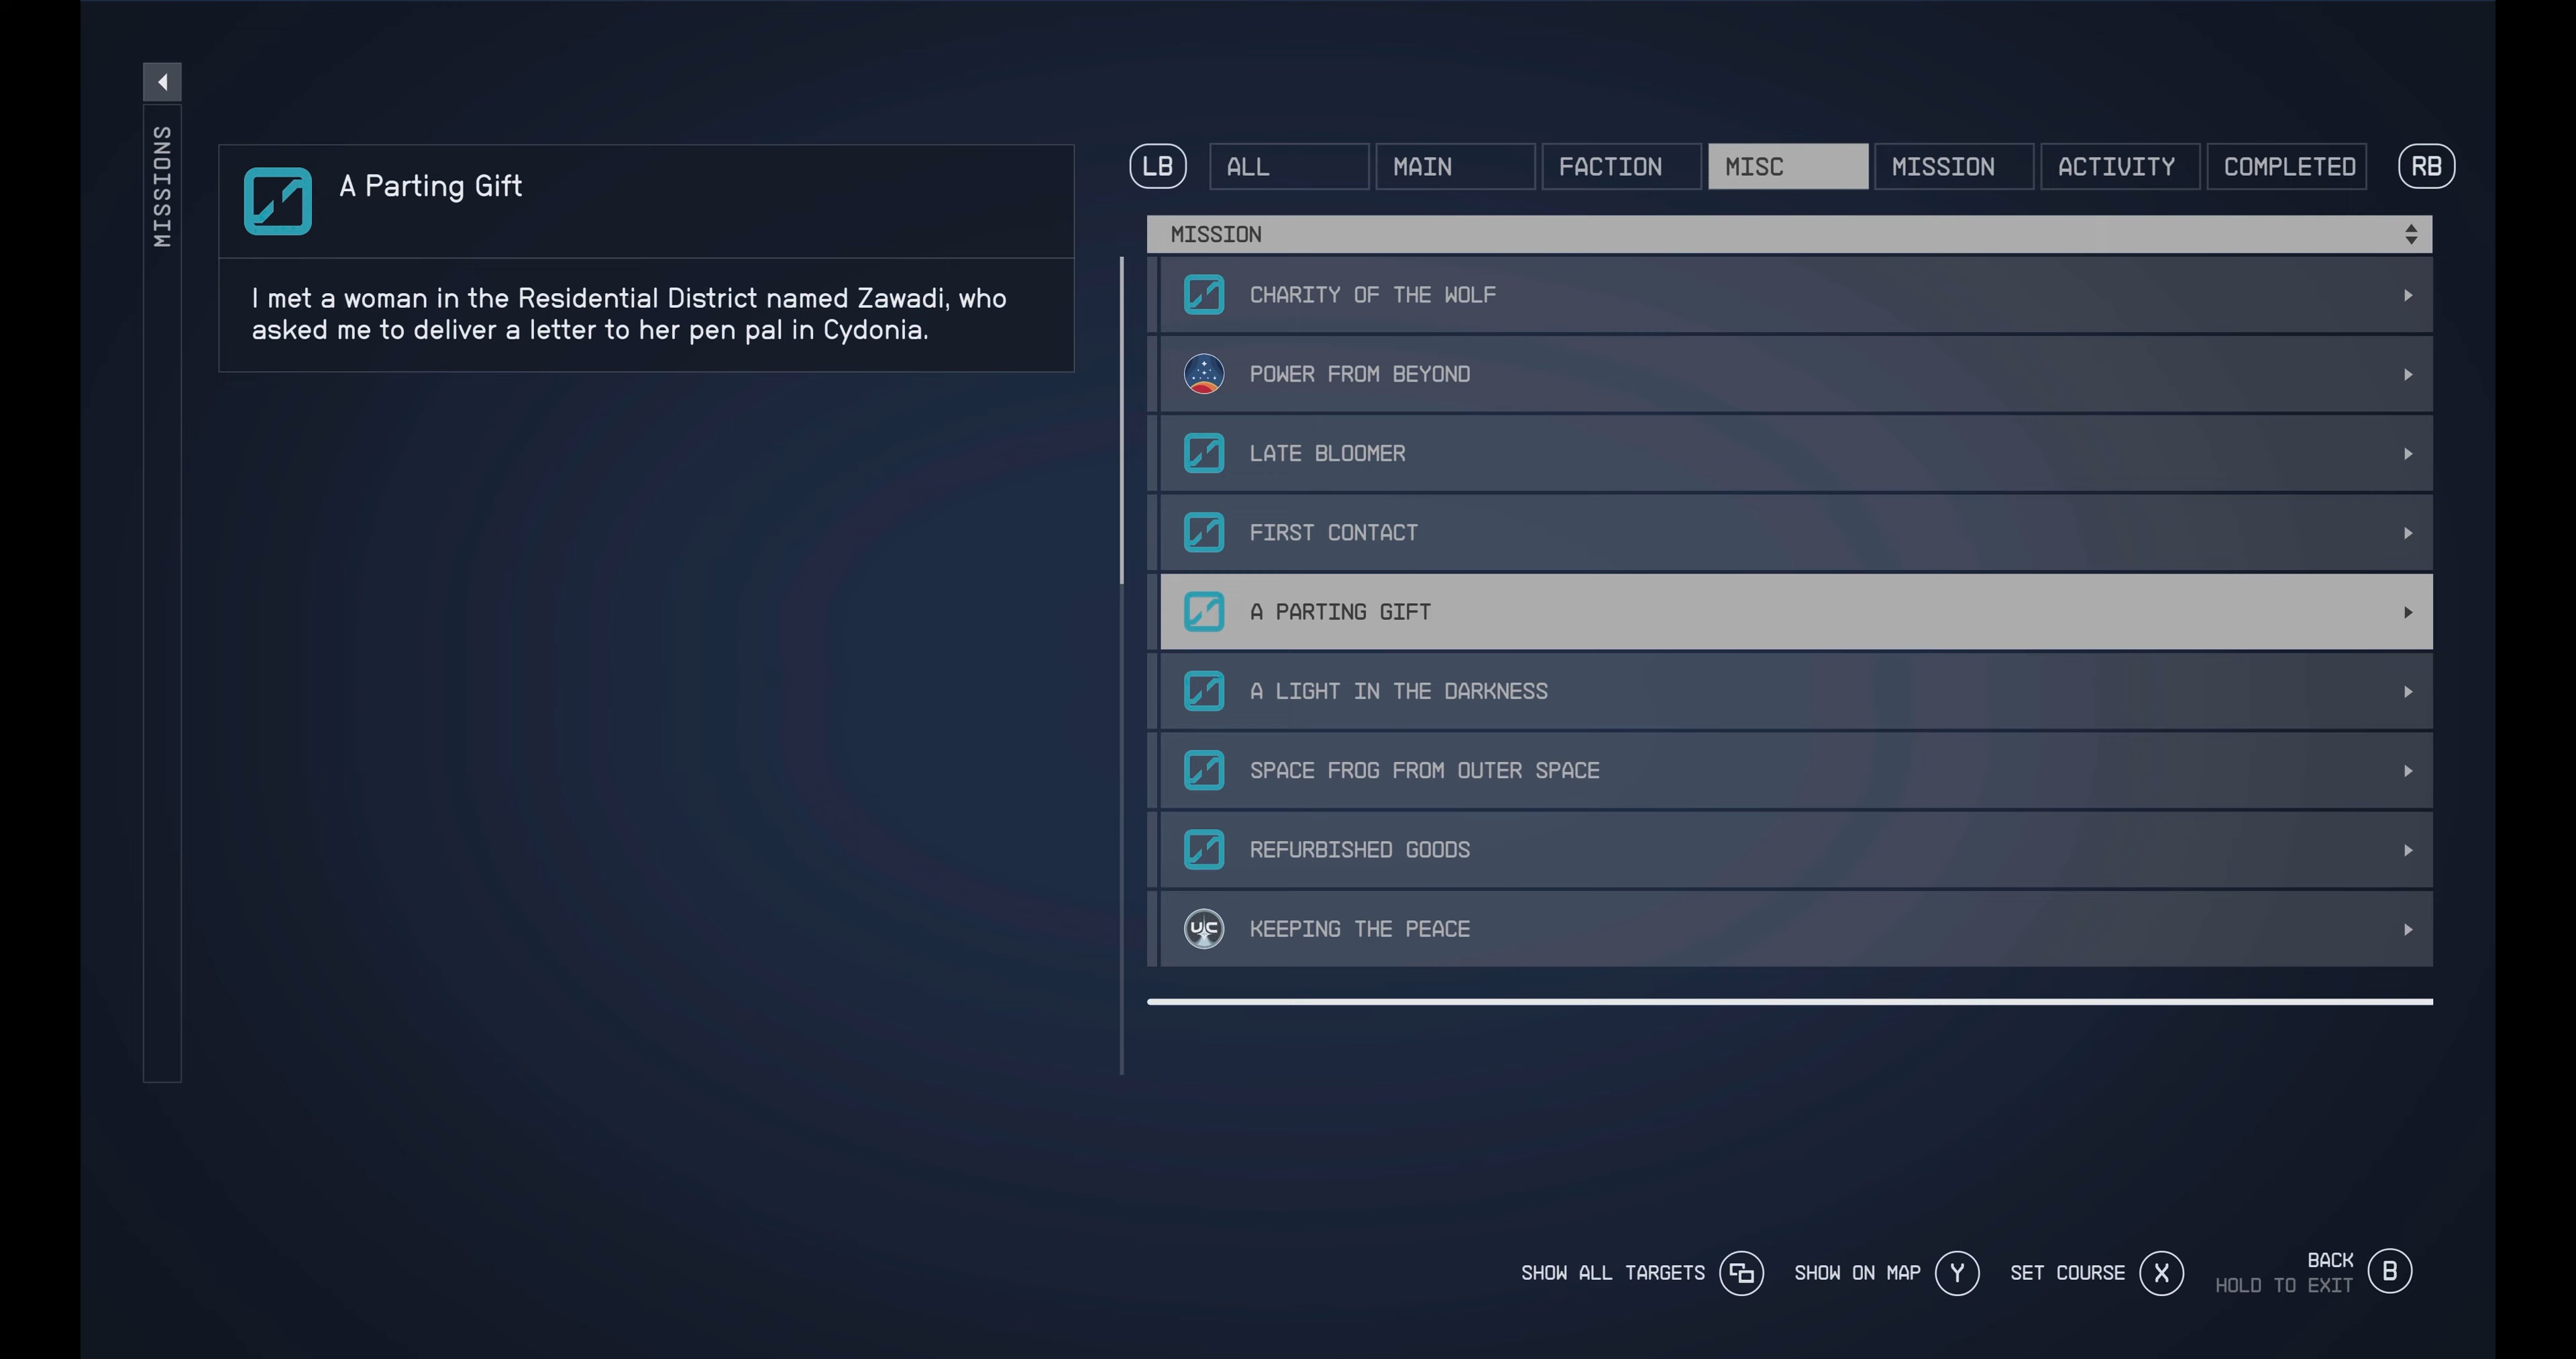 MISSIONS
A Parting Gift
I met a woman in the Residential District named Zawadi, who
asked me to deliver a letter to her pen pal in Cydonia.
LB ALL MAIN FACTION MISC MISSION ACTIVITY COMPLETED RB
MISSION
CHARITY OF THE WOLF
POWER FROM BEYOND
LATE BLOOMER
FIRST CONTACT
A PARTING GIFT
A LIGHT IN THE DARKNESS
SPACE FROG FROM OUTER SPACE
REFURBISHED GOODS
UC KEEPING THE PEACE
SHOW ALL TARGETS SHOW ON MAP Y SET COURSE X BACK B
HOLD TO EXIT